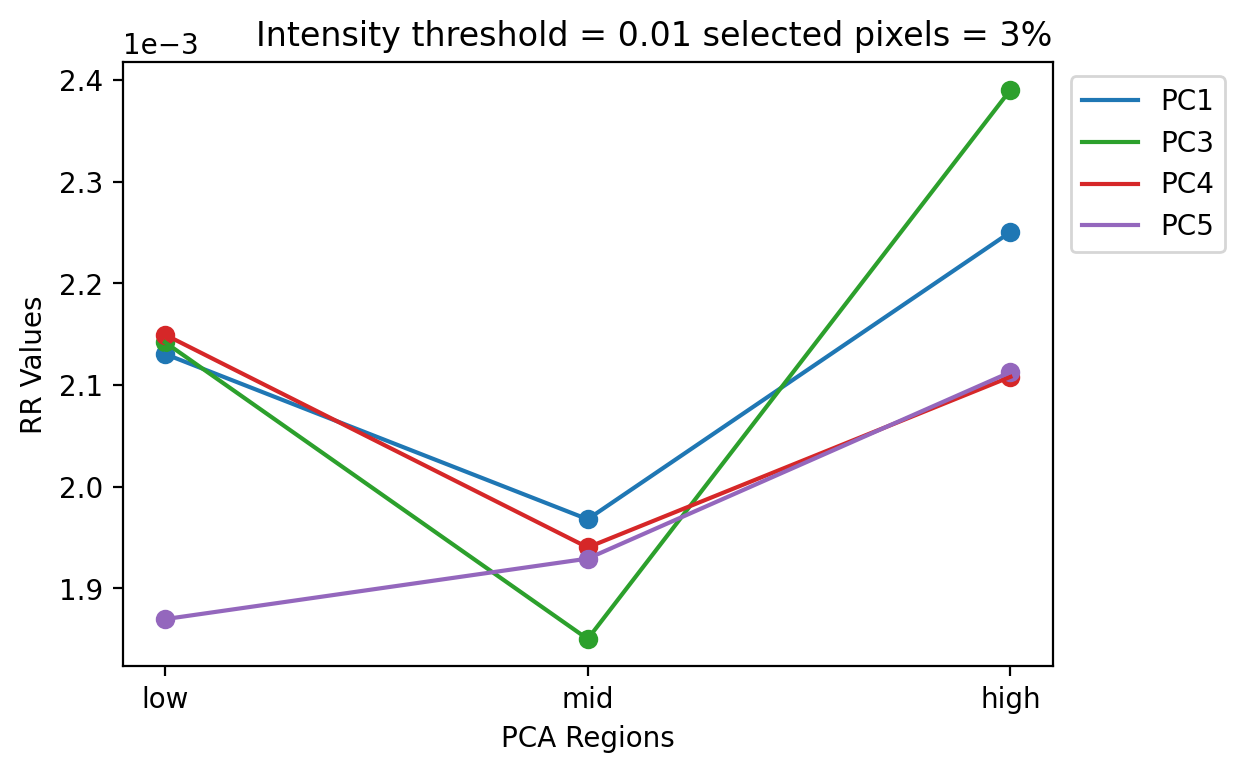 Intensity threshold = 0.01 selected pixels = 3%
1e−3
2.4
2.3
2.2
2.1
2.0
1.9
RR Values
low
mid
high
PCA Regions
PC1
PC3
PC4
PC5